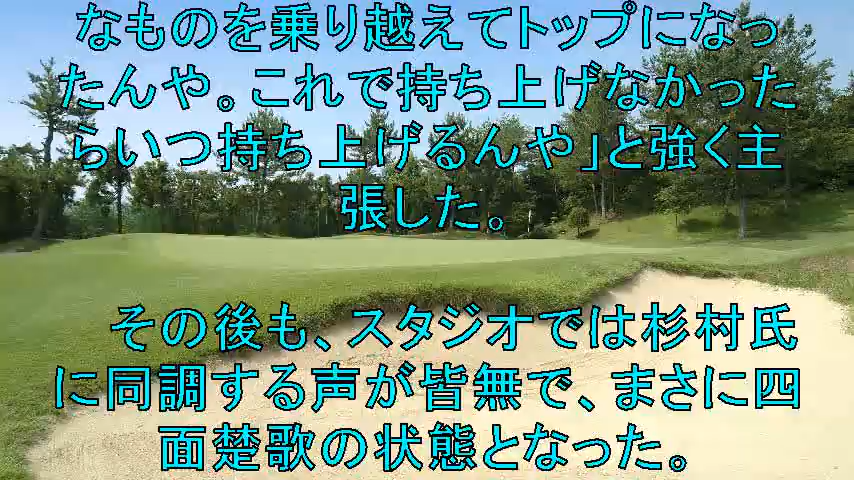 なものを乗り越えてトップになっ
たんや。これで持ち上げなかった
らいつ持ち上げるんや」と強く主
張した。
その後も、スタジオでは杉村氏
に同調する声が皆無で、まさに四
面楚歌の状態となった。